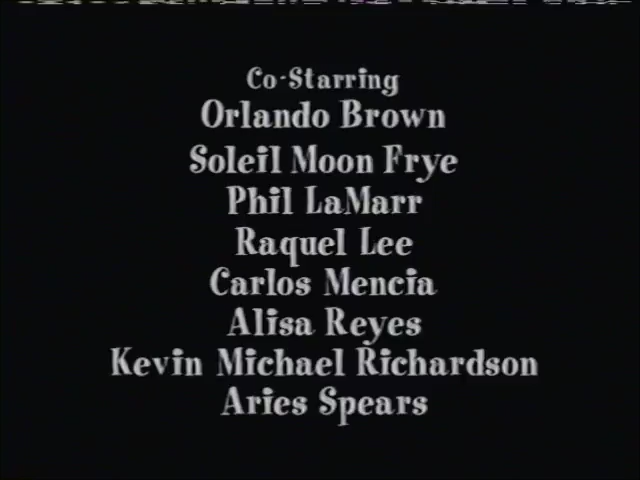 Co-Starring
Orlando Brown
Soleil Moon Frye
Phil LaMarr
Raquel Lee
Carlos Mencia
Alisa Reyes
Kevin Michael Richardson
Aries Spears